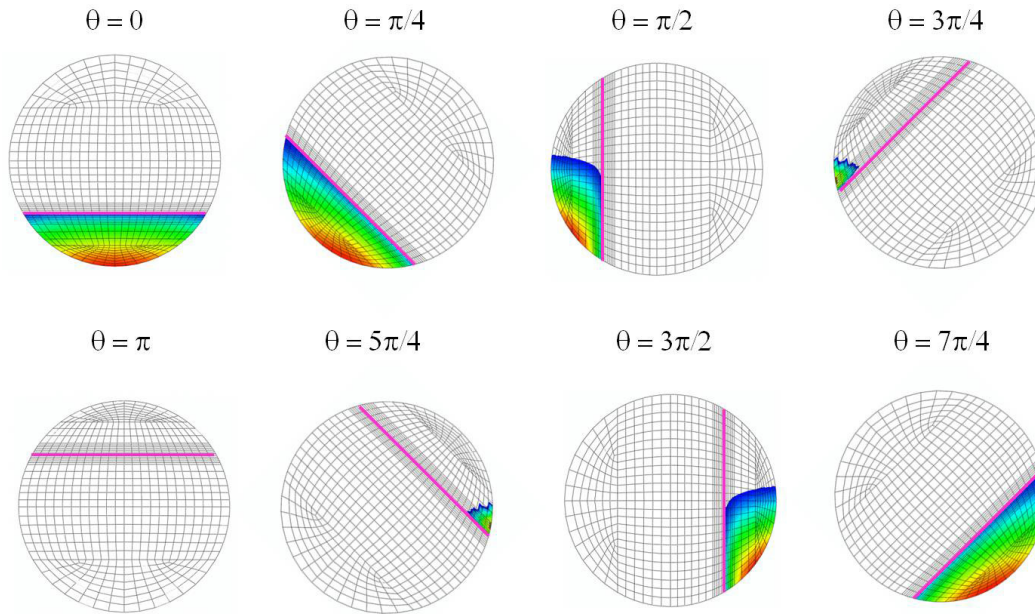 θ = 0
θ = π/4
θ = π/2
θ = 3π/4
θ = π
θ = 5π/4
θ = 3π/2
θ = 7π/4